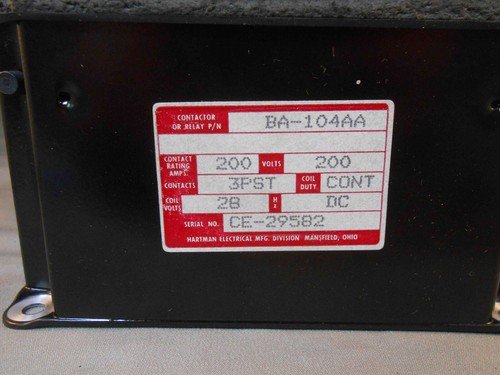 CONTACTOR OR RELAY P/N BA-104AA
CONTACT RATING AMPS. 200 VOLTS 200
CONTACTS 3PST COIL DUTY CONT
COIL VOLTS 28 Hz DC
SERIAL NO. CE-29582
HARTMAN ELECTRICAL MFG. DIVISION MANSFIELD, OHIO